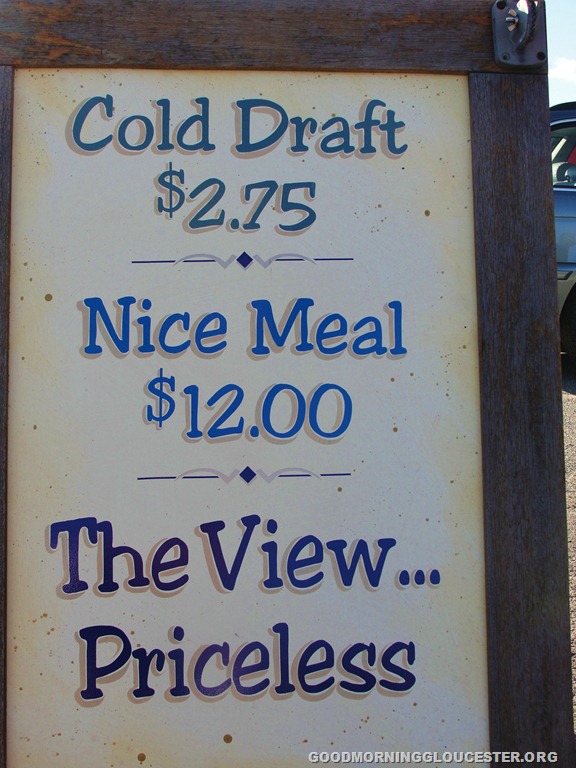 Cold Draft
$2.75
Nice Meal
$12.00
The View...
Priceless
GOODMORNINGGLOUCESTER.ORG